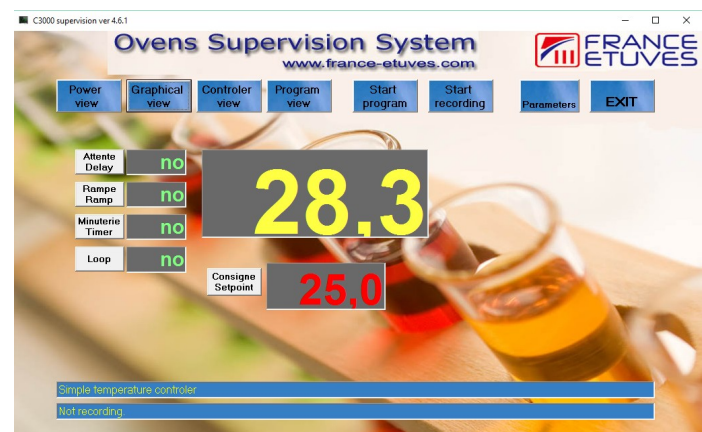 C3000 supervision ver 4.6.1
Ovens Supervision System
www.france-etuves.com
FRANCE
ETUVES
Power
view
Graphical
view
Controler
view
Program
view
Start
program
Start
recording
Parameters
EXIT
Attente
Delay
no
Rampe
Ramp
no
Minuterie
Timer
no
Loop
no
28,3
Consigne
Setpoint
25,0
Simple temperature controler
Not recording.